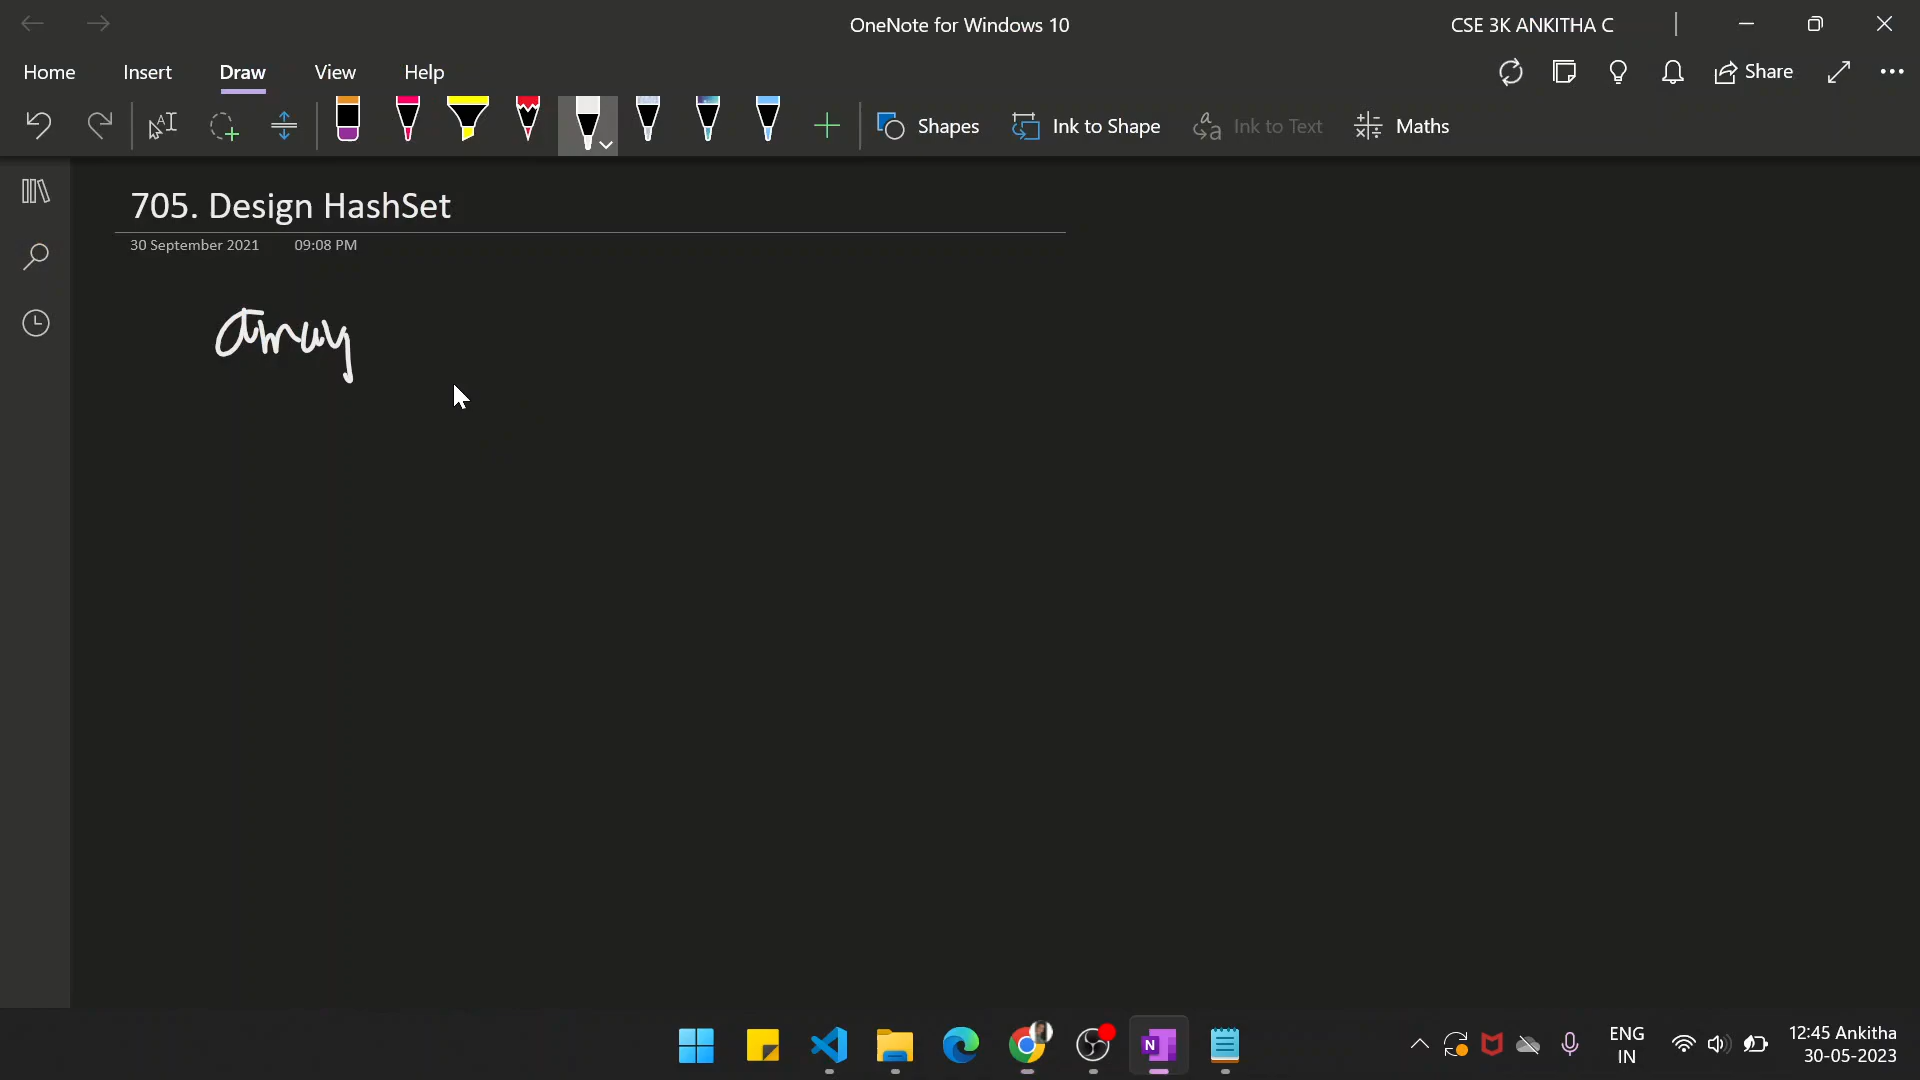 OneNote for Windows 10
CSE 3K ANKITHA C
Home Insert Draw View Help
Share
Shapes Ink to Shape Ink to Text Maths
705. Design HashSet
30 September 2021 09:08 PM
array
ENG 12:45 Ankitha
IN 30-05-2023